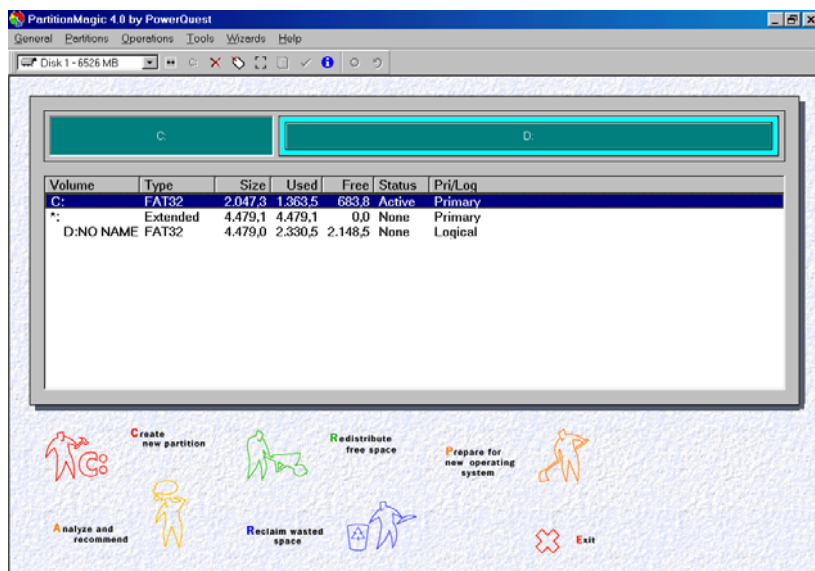 PartitionMagic 4.0 by PowerQuest
General Partitions Operations Tools Wizards Help
Disk 1 - 6526 MB C:
C: D:
Volume Type Size Used Free Status Pri/Log
C: FAT32 2.047,3 1.363,5 683,8 Active Primary
*: Extended 4.479,1 4.479,1 0,0 None Primary
D:NO NAME FAT32 4.479,0 2.330,5 2.148,5 None Logical
Create
new partition
C:
Redistribute
free space
Prepare for
new operating
system
Analyze and
recommend
Reclaim wasted
space
Exit